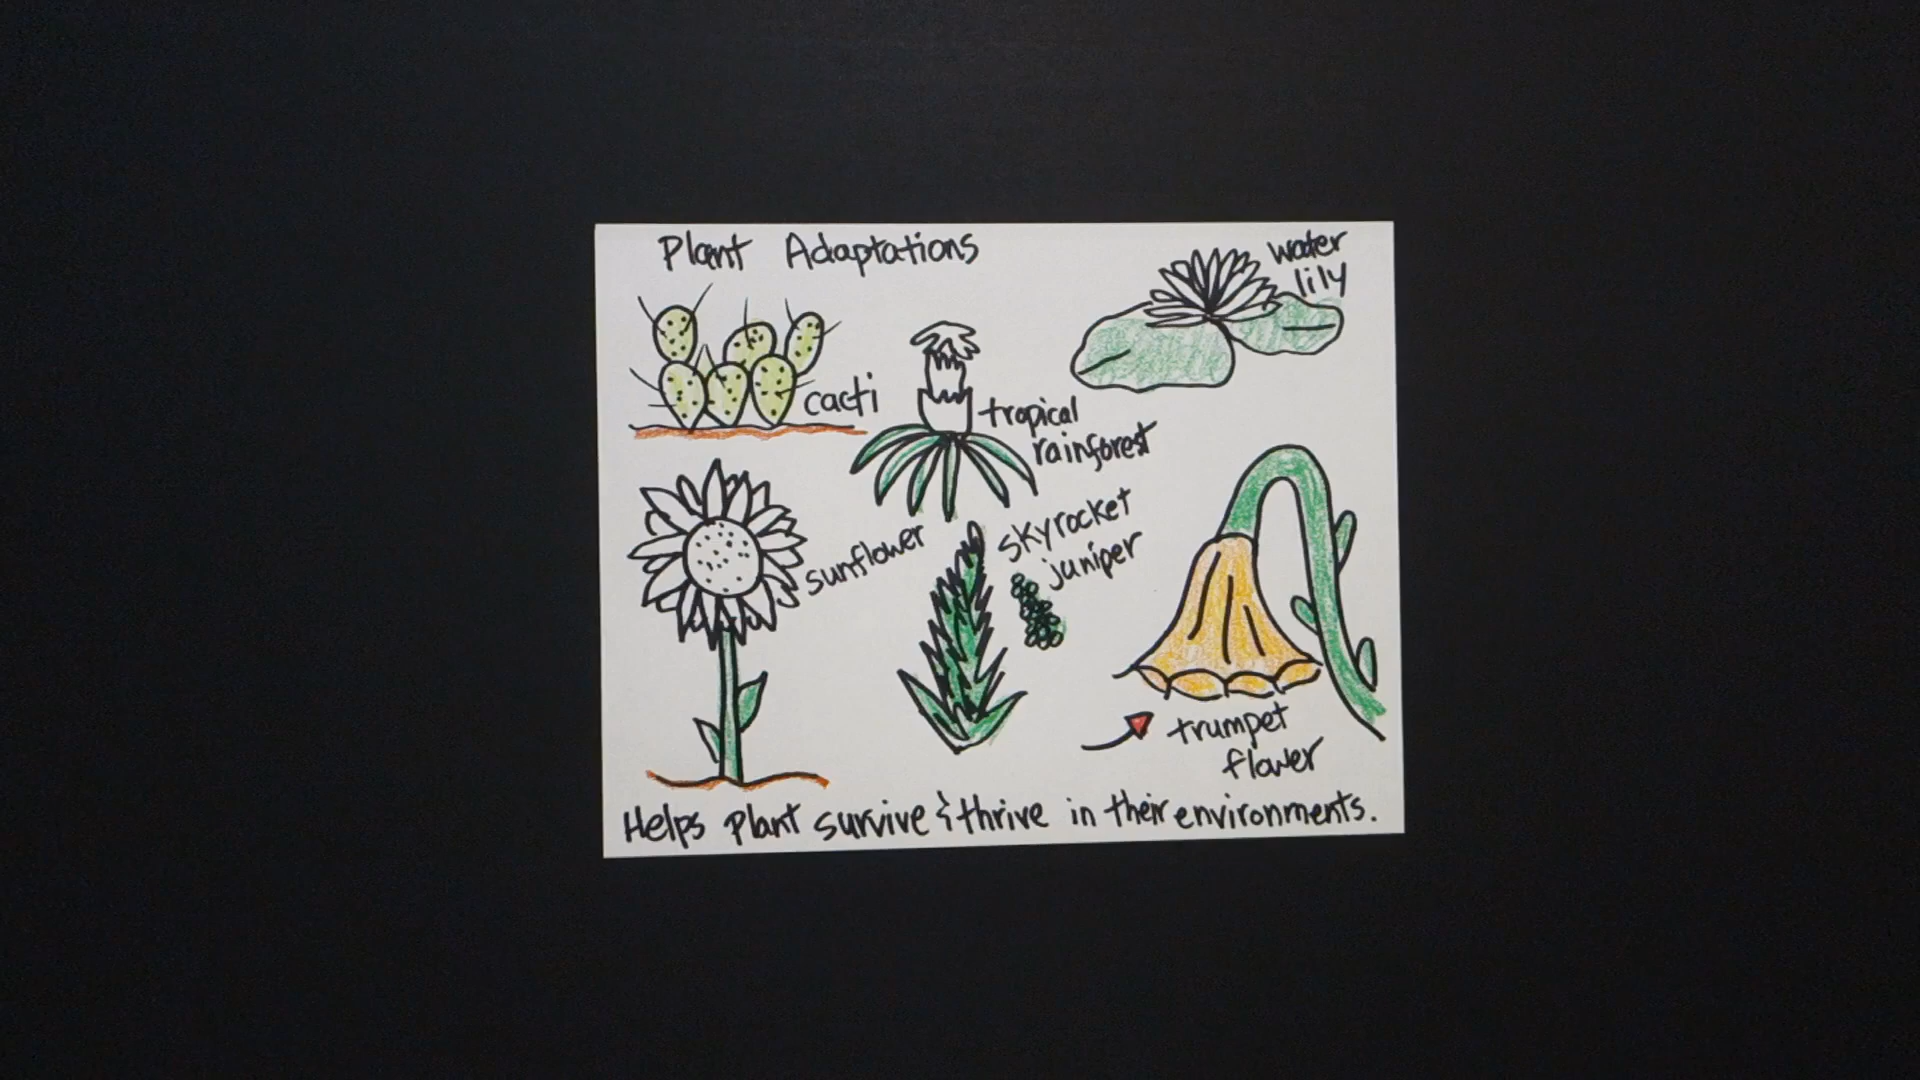 Plant Adaptations
water
lily
cacti
tropical
rainforest
sunflower
skyrocket
juniper
trumpet
flower
Helps plant survive & thrive in their environments.